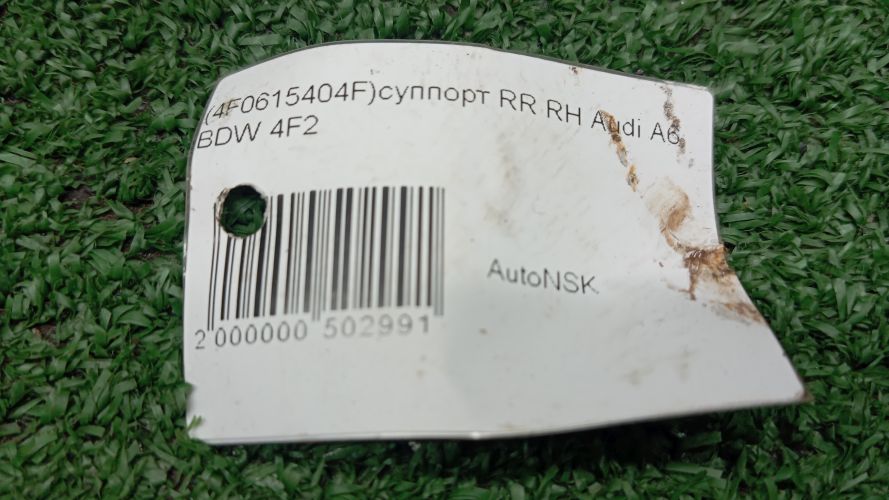 (4F0615404F)суппорт RR RH Audi A6
BDW 4F2
AutoNSK
2 000000 502991